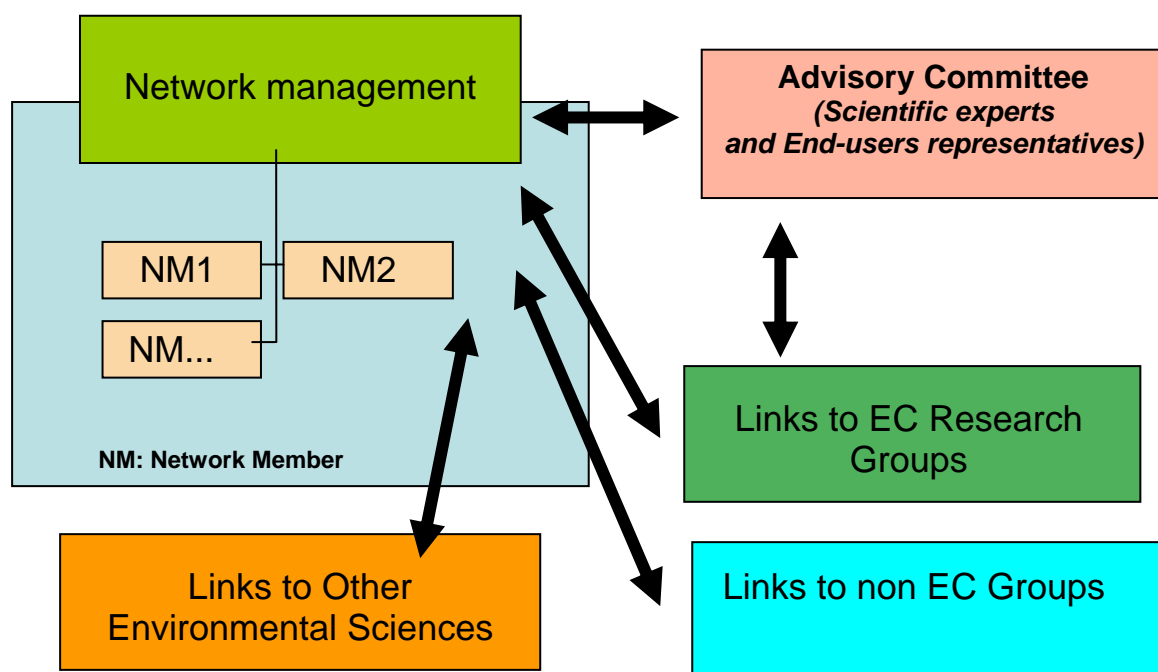 Network management
Advisory Committee
(Scientific experts
and End-users representatives)
NM1
NM2
NM...
NM: Network Member
Links to EC Research
Groups
Links to Other
Environmental Sciences
Links to non EC Groups